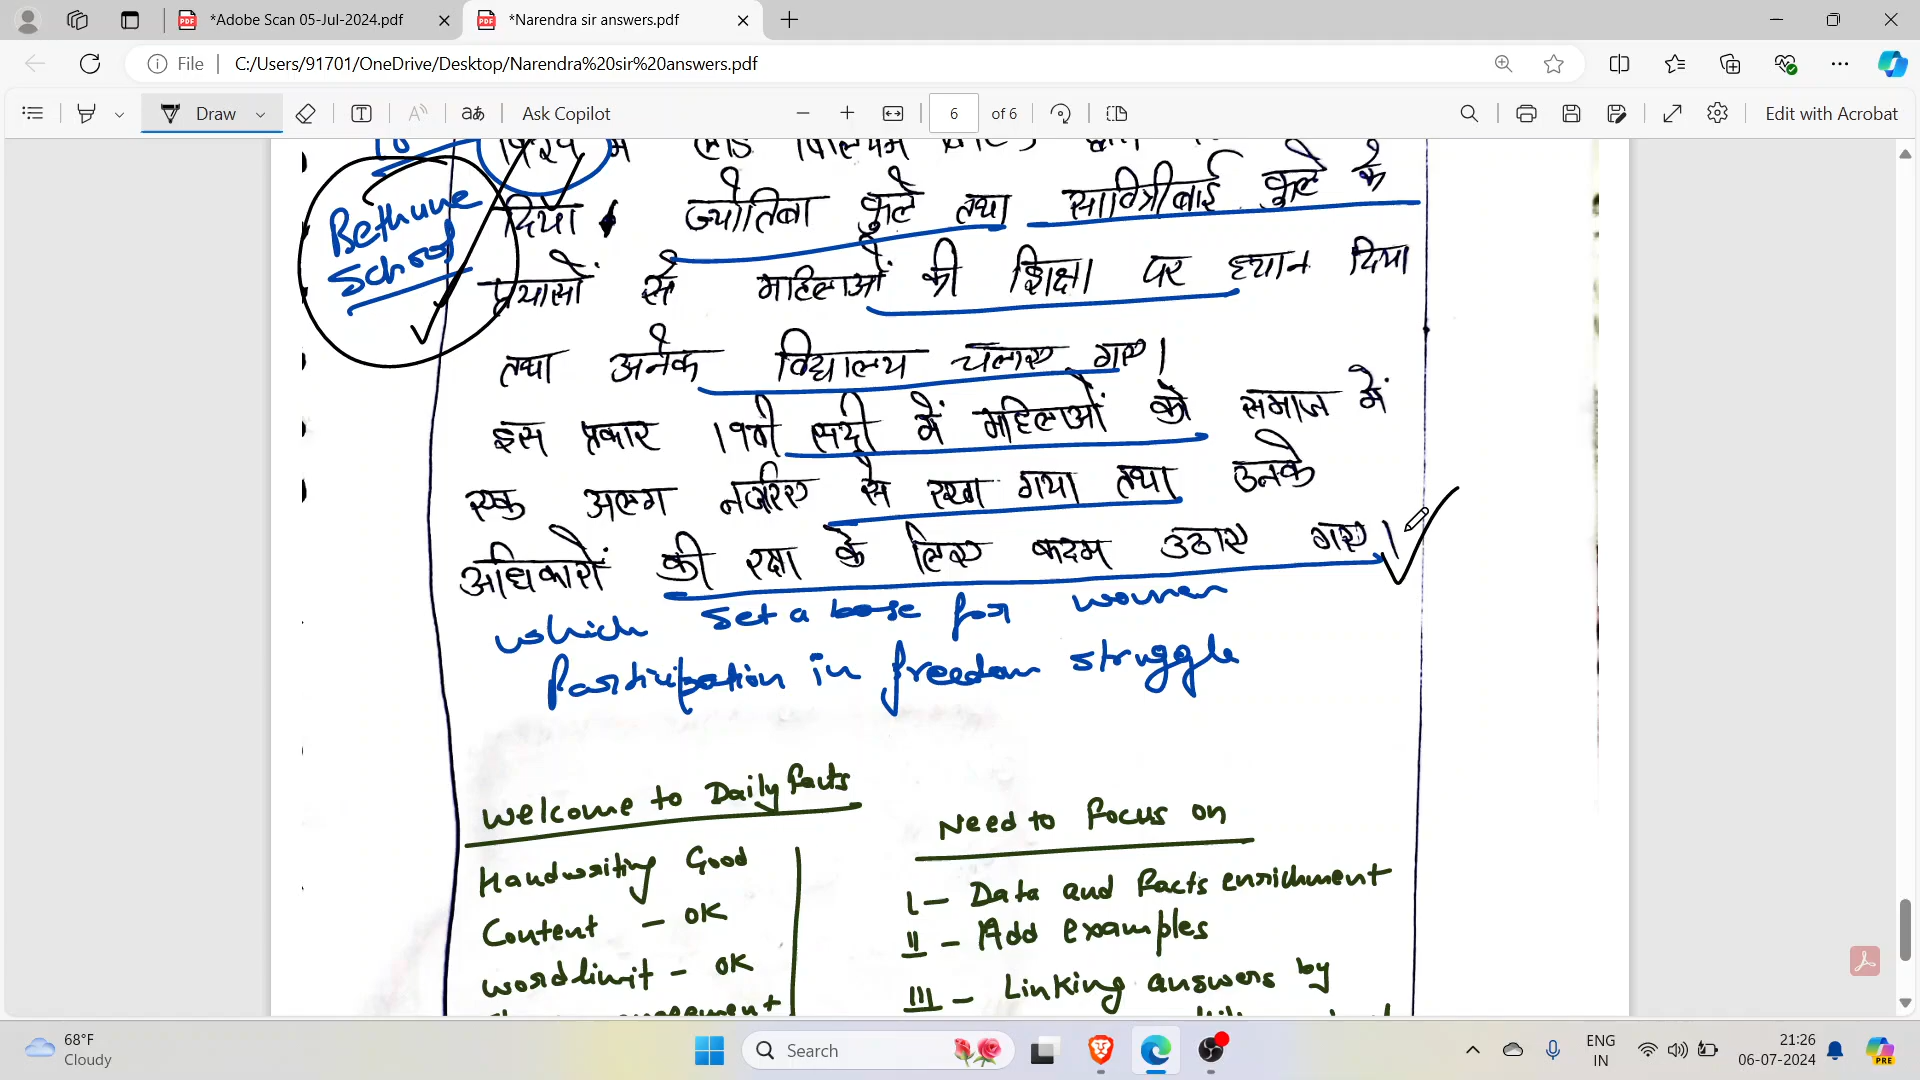 *Adobe Scan 05-Jul-2024.pdf
*Narendra sir answers.pdf
File
C:/Users/91701/OneDrive/Desktop/Narendra%20sir%20answers.pdf
Draw
Ask Copilot
6 of 6
Edit with Acrobat
Bethune
School
दिया। ज्योतिबा फुले तथा सावित्रीबाई फुले के
प्रयासों से महिलाओं की शिक्षा पर ध्यान दिया
तथा अनेक विद्यालय चलाए गए।
इस प्रकार 19वी सदी में महिलाओं को समाज में
एक अलग नजरिए से रखा गया तथा उनके
अधिकारों की रक्षा के लिए कदम उठाए गए।
which set a base for women
Participation in freedom struggle
Welcome to Daily facts
Handwriting Good
Content - OK
word limit - OK
Need to focus on
I - Data and facts enrichment
II - Add examples
III - Linking answers by
68°F
Cloudy
Search
ENG
IN
21:26
06-07-2024
PRE